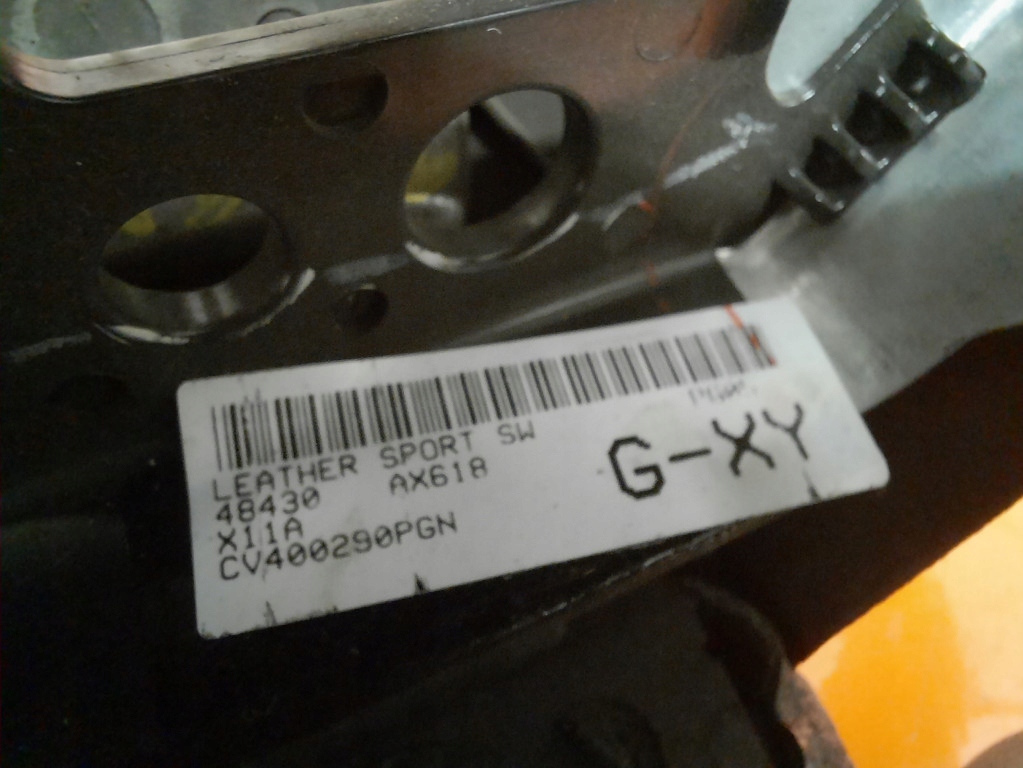 LEATHER SPORT SW
48430 AX618
X11A
CV400290PGN
G-XY